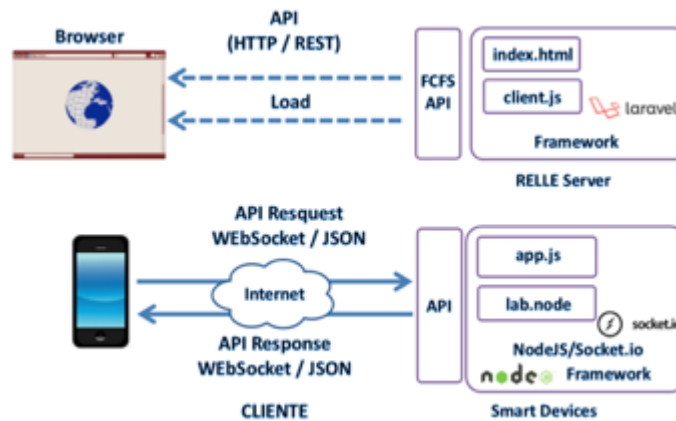 Browser
API
(HTTP / REST)
Load
FCFS
API
index.html
client.js
laravel
Framework
RELLE Server
API Resquest
WEbSocket / JSON
Internet
API Response
WEbSocket / JSON
CLIENTE
API
app.js
lab.node
socket.io
NodeJS/Socket.io
node
Framework
Smart Devices